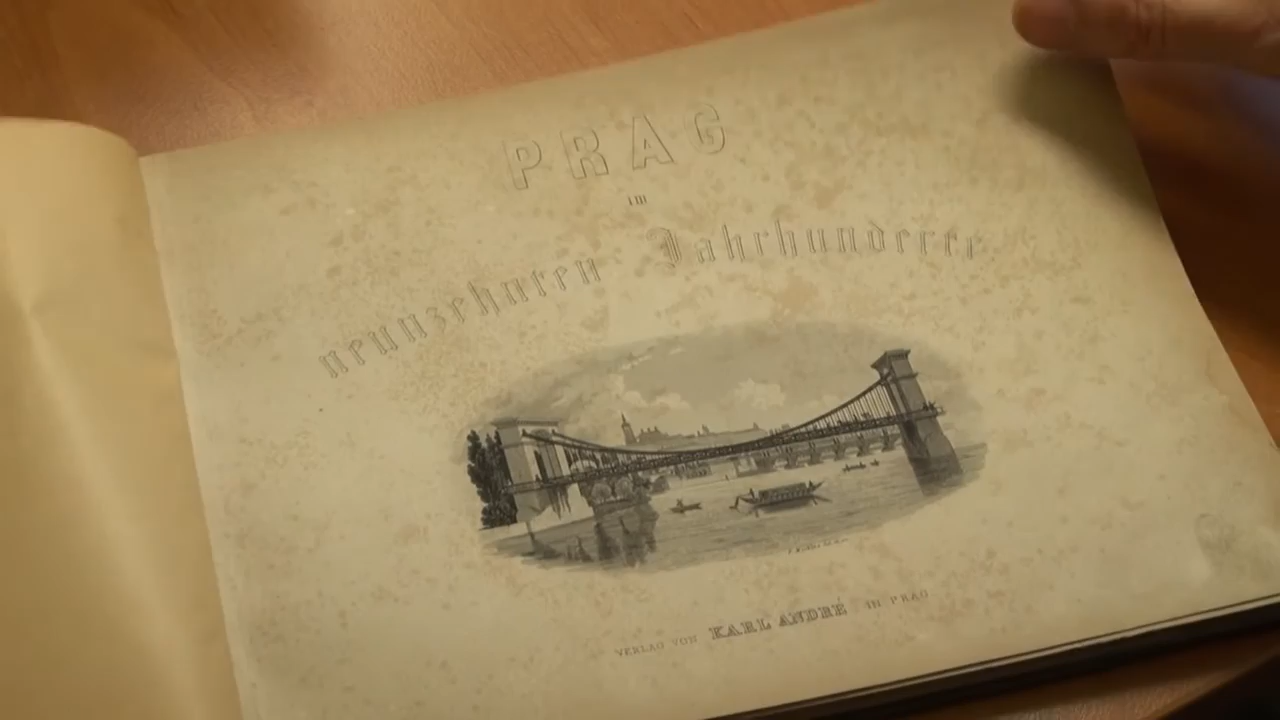 PRAG
im
neunzehnten Jahrhunderte
VERLAG VON KARL ANDRÉ IN PRAG